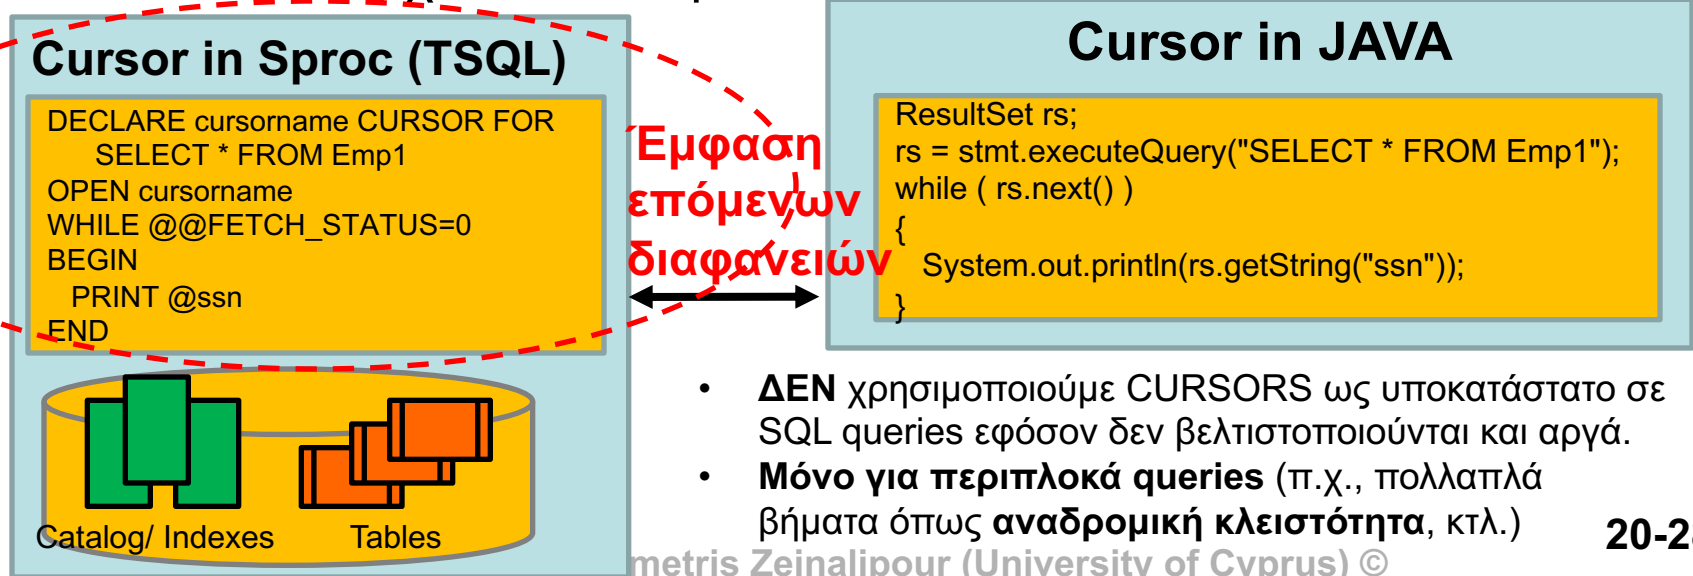 Cursor in Sproc (TSQL)
DECLARE cursorname CURSOR FOR
SELECT * FROM Emp1
OPEN cursorname
WHILE @@FETCH_STATUS=0
BEGIN
PRINT @ssn
END
Catalog/ Indexes
Tables
Έμφαση
επόμενων
διαφανειών
Cursor in JAVA
ResultSet rs;
rs = stmt.executeQuery("SELECT * FROM Emp1");
while ( rs.next() )
{
System.out.println(rs.getString("ssn"));
}
• ΔΕΝ χρησιμοποιούμε CURSORS ως υποκατάστατο σε
SQL queries εφόσον δεν βελτιστοποιούνται και αργά.
• Μόνο για περιπλοκά queries (π.χ., πολλαπλά
βήματα όπως αναδρομική κλειστότητα, κτλ.)
metris Zeinalipour (University of Cyprus) ©